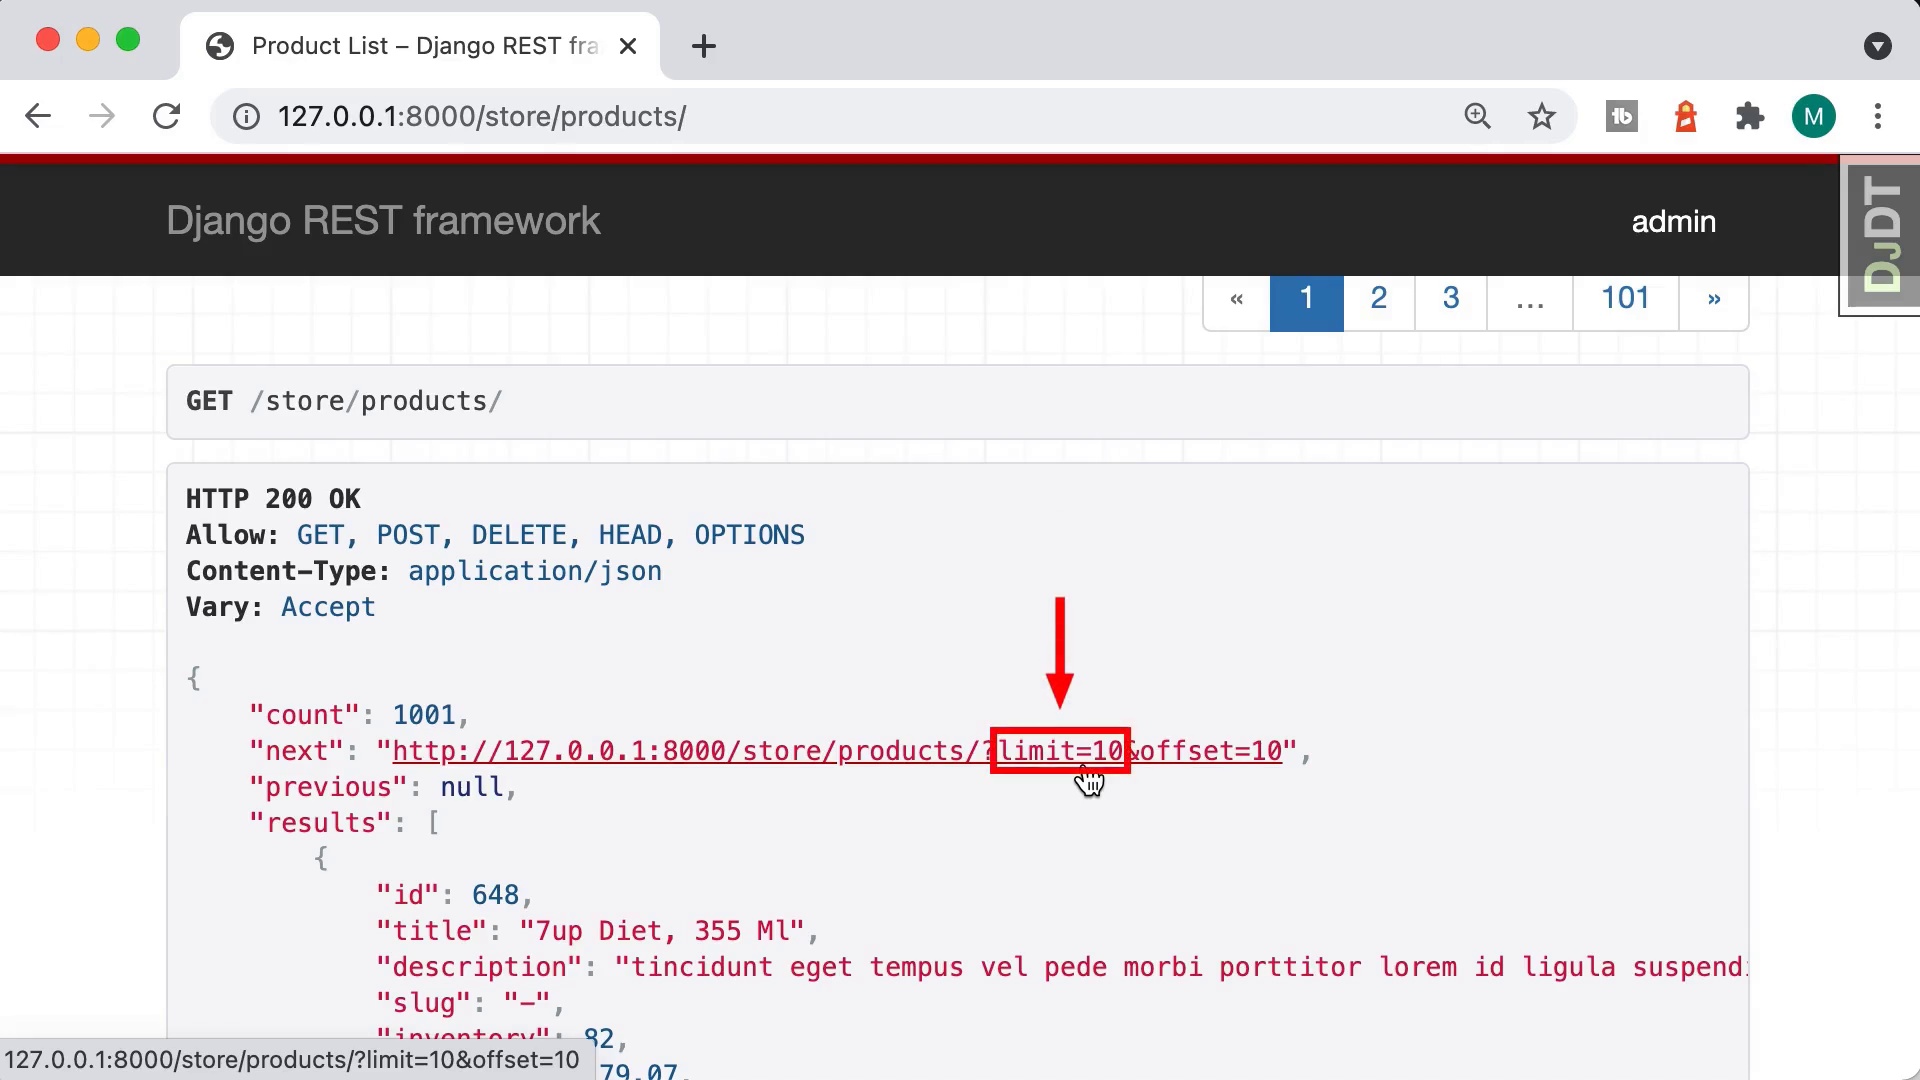 Product List – Django REST fra
127.0.0.1:8000/store/products/
M
Django REST framework
admin
DJDT
« 1 2 3 ... 101 »
GET /store/products/
HTTP 200 OK
Allow: GET, POST, DELETE, HEAD, OPTIONS
Content-Type: application/json
Vary: Accept
{
"count": 1001,
"next": "http://127.0.0.1:8000/store/products/?limit=10&offset=10",
"previous": null,
"results": [
{
"id": 648,
"title": "7up Diet, 355 Ml",
"description": "tincidunt eget tempus vel pede morbi porttitor lorem id ligula suspendi
"slug": "-",
"inventory": 82,
79.07,
127.0.0.1:8000/store/products/?limit=10&offset=10